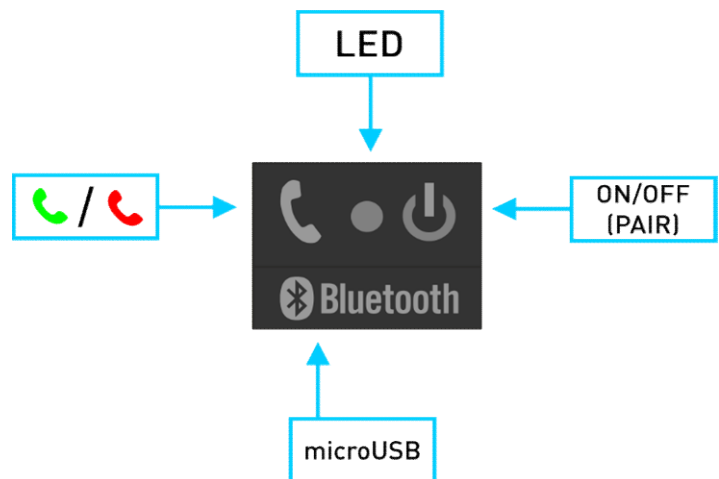 LED
/
ON/OFF
(PAIR)
Bluetooth
microUSB